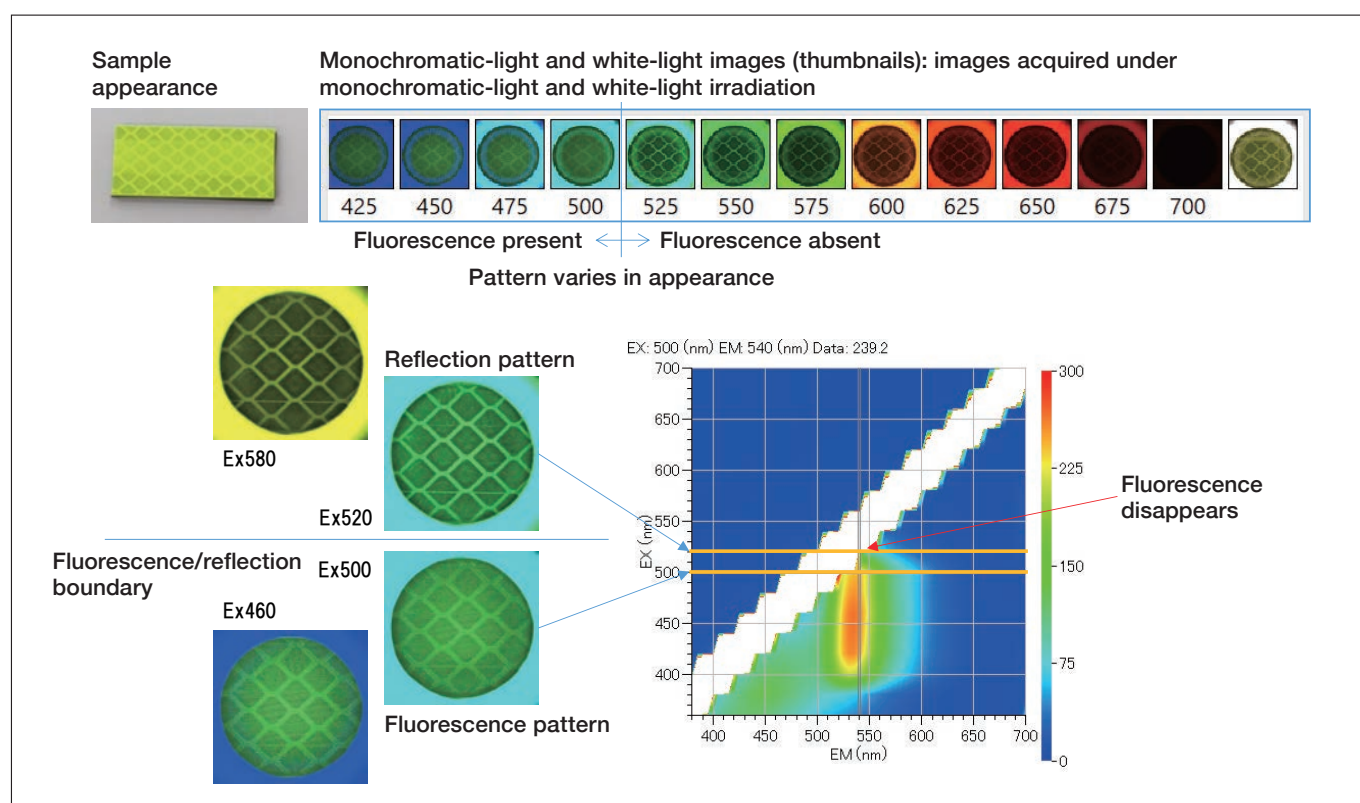 Sample
appearance
Monochromatic-light and white-light images (thumbnails): images acquired under
monochromatic-light and white-light irradiation
425 450 475 500 525 550 575 600 625 650 675 700
Fluorescence present
Fluorescence absent
Pattern varies in appearance
Ex580
Reflection pattern
Ex520
Fluorescence/reflection
boundary
Ex500
Ex460
Fluorescence pattern
EX: 500 (nm) EM: 540 (nm) Data: 239.2
700
650
600
550
500
450
400
EX (nm)
400 450 500 550 600 650 700
EM (nm)
300
225
150
75
0
Fluorescence
disappears